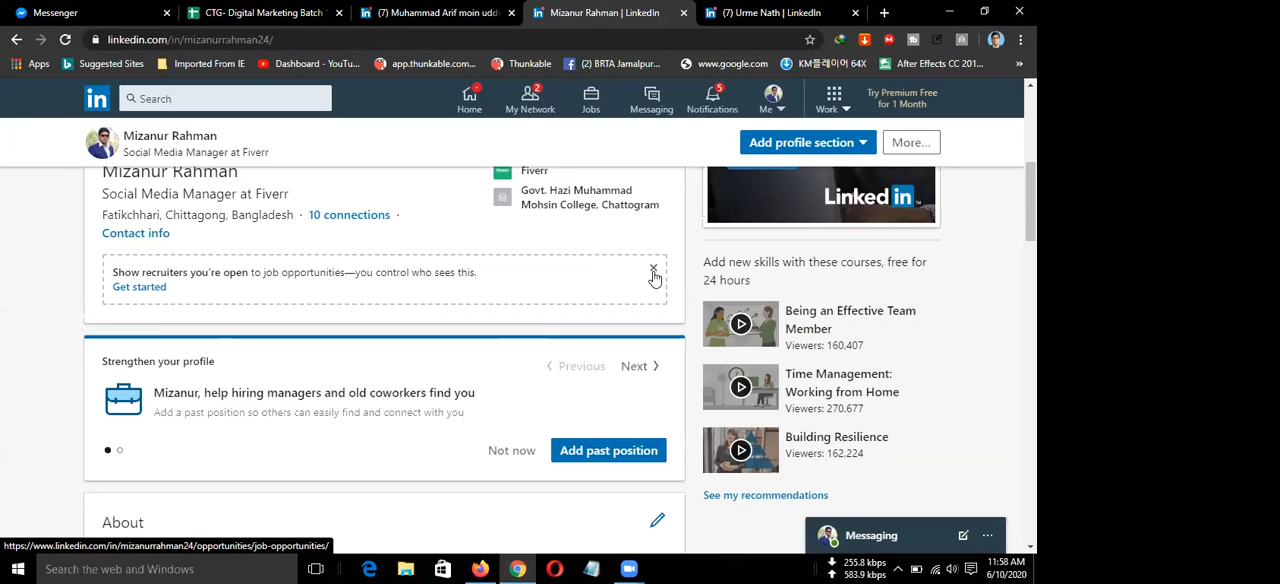 Messenger
CTG- Digital Marketing Batch
(7) Muhammad Arif moin udd
Mizanur Rahman | LinkedIn
(7) Urme Nath | LinkedIn
linkedin.com/in/mizanurrahman24/
Apps
Suggested Sites
Imported From IE
Dashboard - YouTu...
app.thunkable.com...
Thunkable
(2) BRTA Jamalpur...
www.google.com
KM플레이어 64X
After Effects CC 201...
in
Search
Home
2
My Network
Jobs
Messaging
5
Notifications
Me
Work
Try Premium Free
for 1 Month
Mizanur Rahman
Social Media Manager at Fiverr
Add profile section
More...
Mizanur Rahman
Social Media Manager at Fiverr
Fatikchhari, Chittagong, Bangladesh · 10 connections ·
Contact info
Fiverr
Govt. Hazi Muhammad
Mohsin College, Chattogram
Linked in
Show recruiters you're open to job opportunities—you control who sees this.
Get started
Add new skills with these courses, free for
24 hours
Being an Effective Team
Member
Viewers: 160,407
Time Management:
Working from Home
Viewers: 270,677
Building Resilience
Viewers: 162,224
See my recommendations
Strengthen your profile
Previous
Next
Mizanur, help hiring managers and old coworkers find you
Add a past position so others can easily find and connect with you
Not now
Add past position
About
Messaging
https://www.linkedin.com/in/mizanurrahman24/opportunities/job-opportunities/
Search the web and Windows
255.8 kbps
583.9 kbps
11:58 AM
6/10/2020